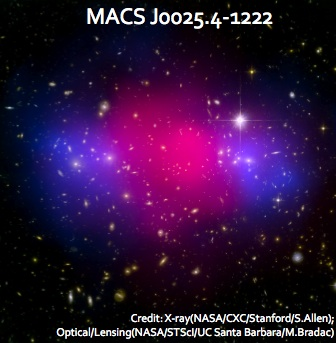 MACS J0025.4-1222
Credit: X-ray(NASA/CXC/Stanford/S.Allen);
Optical/Lensing(NASA/STScI/UC Santa Barbara/M.Bradac)